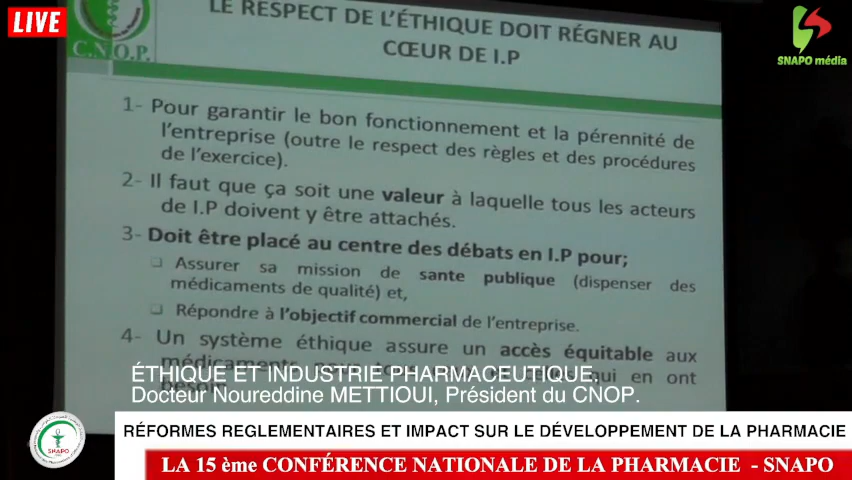 LIVE
C.N.O.P.
LE RESPECT DE L'ÉTHIQUE DOIT RÉGNER AU
CŒUR DE I.P
SNAPO média
1- Pour garantir le bon fonctionnement et la pérennité de
l'entreprise (outre le respect des règles et des procédures
de l'exercice).
2- Il faut que ça soit une valeur à laquelle tous les acteurs
de I.P doivent y être attachés.
3- Doit être placé au centre des débats en I.P pour;
❑ Assurer sa mission de sante publique (dispenser des
médicaments de qualité) et,
❑ Répondre à l'objectif commercial de l'entreprise.
4- Un système éthique assure un accès équitable aux
médicaments qui en ont
besoin
ÉTHIQUE ET INDUSTRIE PHARMACEUTIQUE.
Docteur Noureddine METTIOUI, Président du CNOP.
SNAPO
RÉFORMES REGLEMENTAIRES ET IMPACT SUR LE DÉVELOPPEMENT DE LA PHARMACIE
LA 15 ème CONFÉRENCE NATIONALE DE LA PHARMACIE - SNAPO